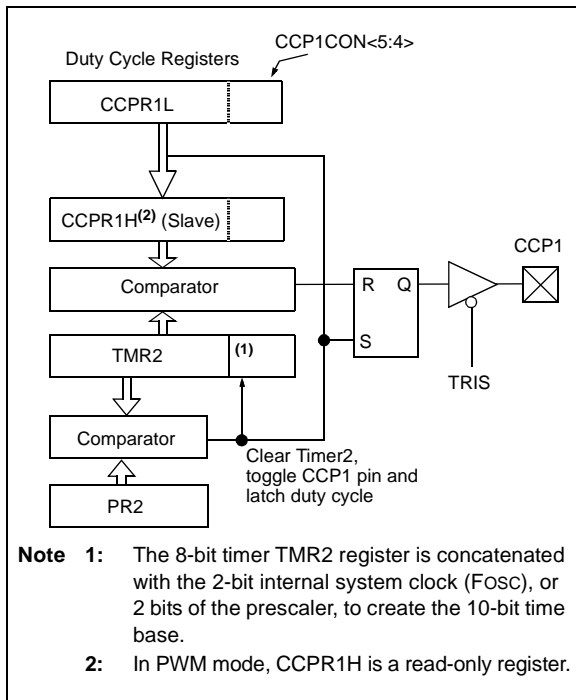 CCP1CON<5:4>
Duty Cycle Registers
CCPR1L
CCPR1H(2) (Slave)
CCP1
Comparator
R Q
TMR2
(1)
S
TRIS
Comparator
Clear Timer2,
toggle CCP1 pin and
latch duty cycle
PR2
Note 1: The 8-bit timer TMR2 register is concatenated
with the 2-bit internal system clock (FOSC), or
2 bits of the prescaler, to create the 10-bit time
base.
2: In PWM mode, CCPR1H is a read-only register.